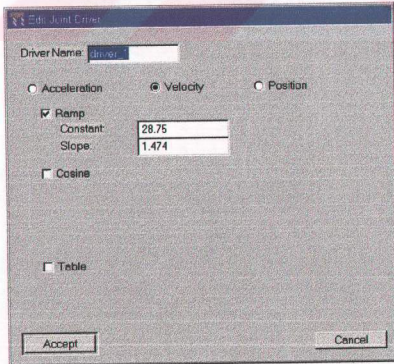 Edit Joint Driver
Driver Name: driver_1
Acceleration Velocity Position
Ramp
Constant: 28.75
Slope: 1.474
Cosine
Table
Accept Cancel